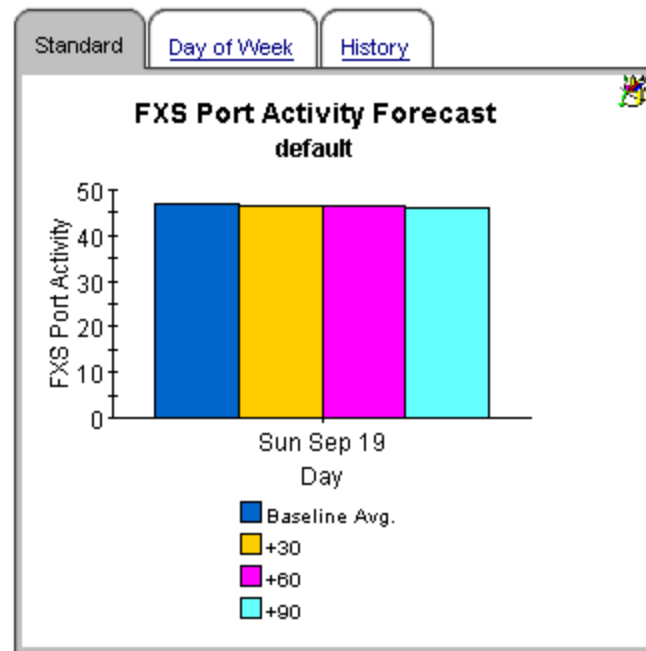 Standard
Day of Week
History
FXS Port Activity Forecast
default
FXS Port Activity
50
40
30
20
10
0
Sun Sep 19
Day
Baseline Avg.
+30
+60
+90